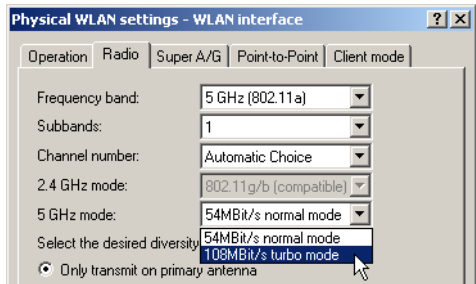 Physical WLAN settings - WLAN interface
Operation Radio Super A/G Point-to-Point Client mode
Frequency band: 5 GHz (802.11a)
Subbands: 1
Channel number: Automatic Choice
2.4 GHz mode: 802.11g/b (compatible)
5 GHz mode: 54MBit/s normal mode
Select the desired diversity 54MBit/s normal mode
108MBit/s turbo mode
Only transmit on primary antenna